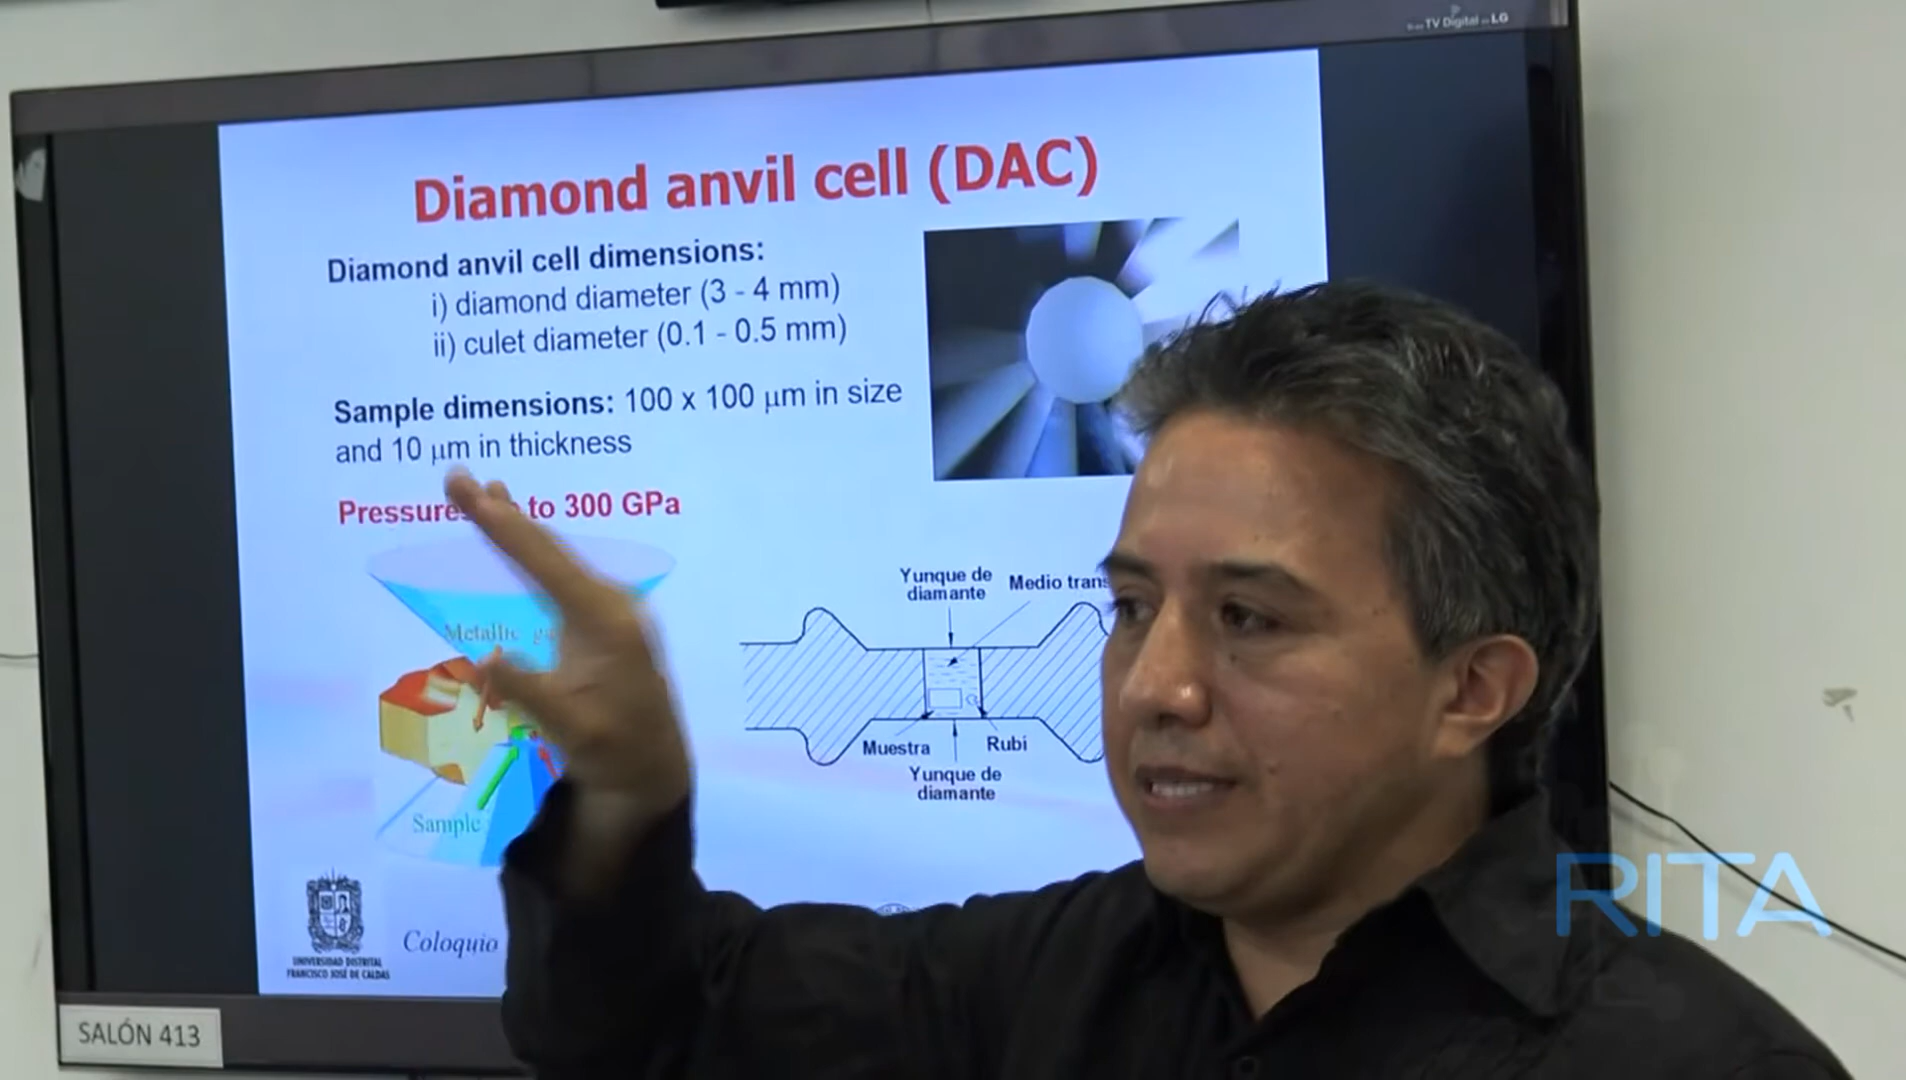 TV Digital LG
Diamond anvil cell (DAC)
Diamond anvil cell dimensions:
i) diamond diameter (3 - 4 mm)
ii) culet diameter (0.1 - 0.5 mm)
Sample dimensions: 100 x 100 μm in size
and 10 μm in thickness
Pressures to 300 GPa
Metallic
Sample
Yunque de
diamante
Medio trans
Muestra
Rubí
Yunque de
diamante
UNIVERSIDAD DISTRITAL
FRANCISCO JOSÉ DE CALDAS
Coloquio
SALÓN 413
RITA